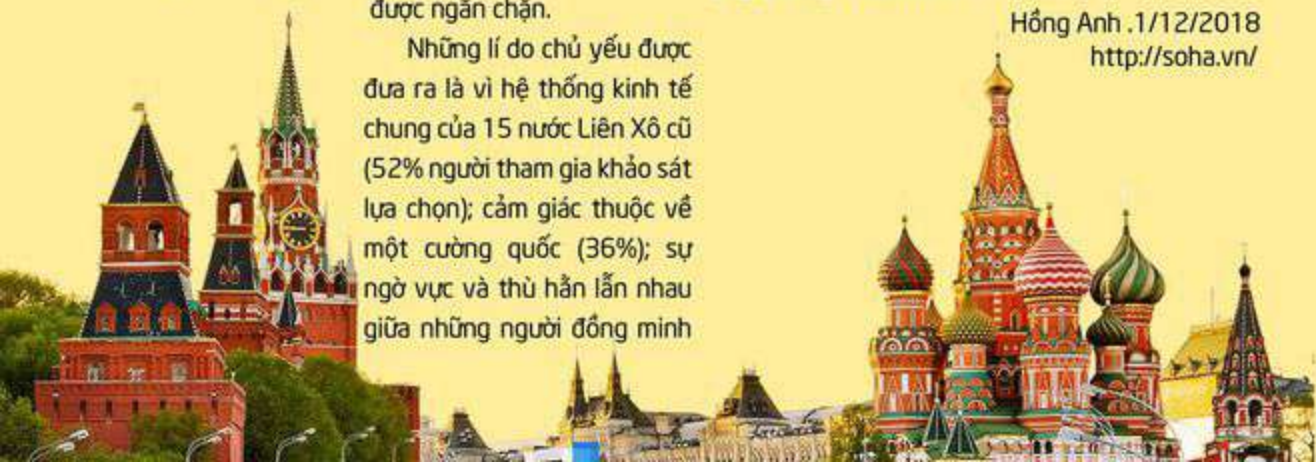 được ngăn chặn.
Những lí do chủ yếu được
đưa ra là vì hệ thống kinh tế
chung của 15 nước Liên Xô cũ
(52% người tham gia khảo sát
lựa chọn); cảm giác thuộc về
một cường quốc (36%); sự
ngờ vực và thù hằn lẫn nhau
giữa những người đồng minh
Hồng Anh .1/12/2018
http://soha.vn/